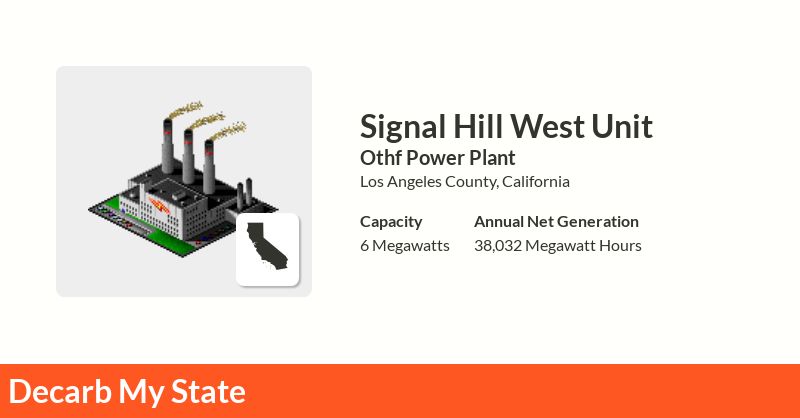 Signal Hill West Unit
Othf Power Plant
Los Angeles County, California
Capacity Annual Net Generation
6 Megawatts 38,032 Megawatt Hours
Decarb My State